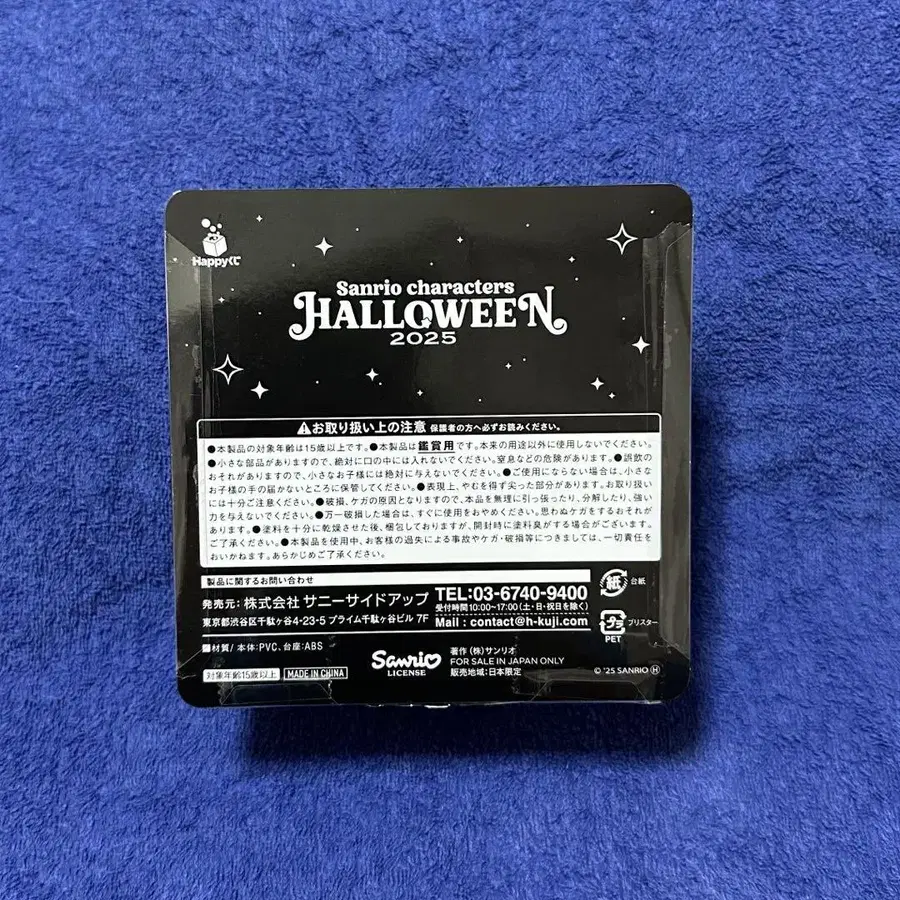 Happyくじ
Sanrio characters
HALLOWEEN
2025
⚠お取り扱い上の注意 保護者の方へ必ずお読みください。
●本製品の対象年齢は15歳以上です。●本製品は鑑賞用です。本来の用途以外に使用しないでください。
●小さな部品がありますので、絶対に口の中には入れないでください。窒息などの危険があります。●誤飲の
おそれがありますので、小さなお子様には絶対に与えないでください。●ご使用にならない場合は、小さな
お子様の手の届かないところに保管してください。●表現上、やむを得ず尖った部分があります。お取り扱い
には十分ご注意ください。●破損、ケガの原因となりますので、本品を無理に引っ張ったり、分解したり、強い
力を与えないでください。●万一破損した場合は、すぐに使用をおやめください。思わぬケガをするおそれが
あります。●塗料を十分に乾燥させた後、梱包しておりますが、開封時に塗料臭がする場合がございます。
ご了承ください。●本製品を使用中、お客様の過失による事故やケガ・破損等につきましては、一切責任を
おいかねます。あらかじめご了承ください。
製品に関するお問い合わせ
発売元:株式会社 サニーサイドアップ
東京都渋谷区千駄ヶ谷4-23-5 プライム千駄ヶ谷ビル 7F
TEL:03-6740-9400
受付時間10:00~17:00(土・日・祝日を除く)
Mail : contact@h-kuji.com
紙 台紙
プラ ブリスター
PET
■材質/ 本体:PVC、台座:ABS
対象年齢15歳以上 MADE IN CHINA
Sanrio
LICENSE
著作 (株)サンリオ
FOR SALE IN JAPAN ONLY
販売地域:日本限定
© '25 SANRIO Ⓗ